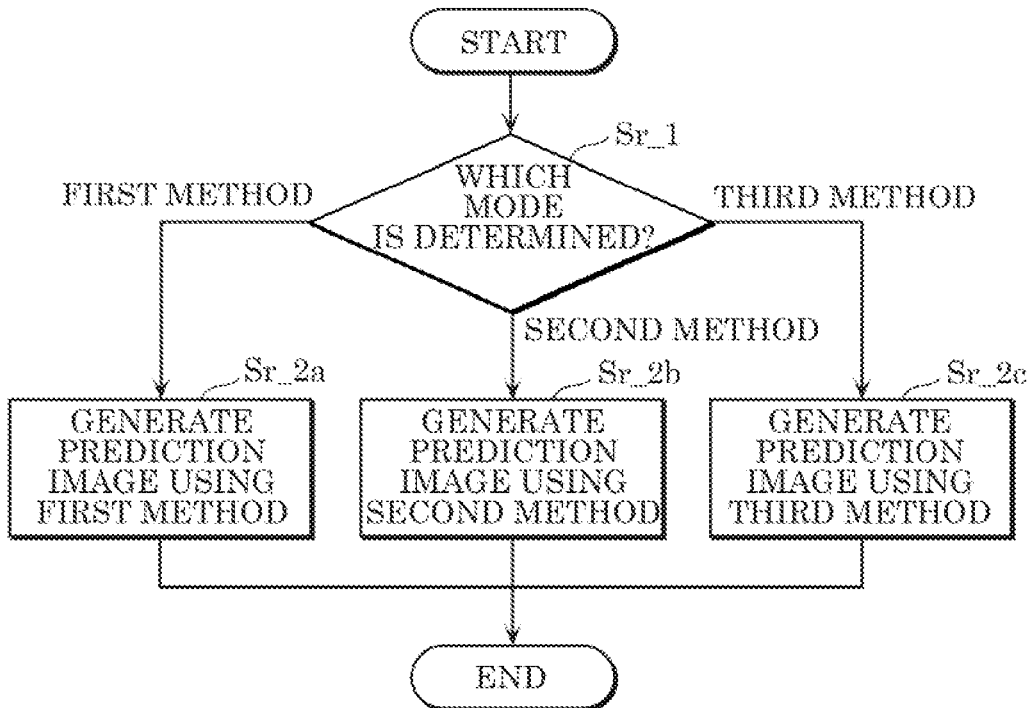 START
Sr_1
WHICH
MODE
IS DETERMINED?
FIRST METHOD
THIRD METHOD
SECOND METHOD
Sr_2a
GENERATE
PREDICTION
IMAGE USING
FIRST METHOD
Sr_2b
GENERATE
PREDICTION
IMAGE USING
SECOND METHOD
Sr_2c
GENERATE
PREDICTION
IMAGE USING
THIRD METHOD
END